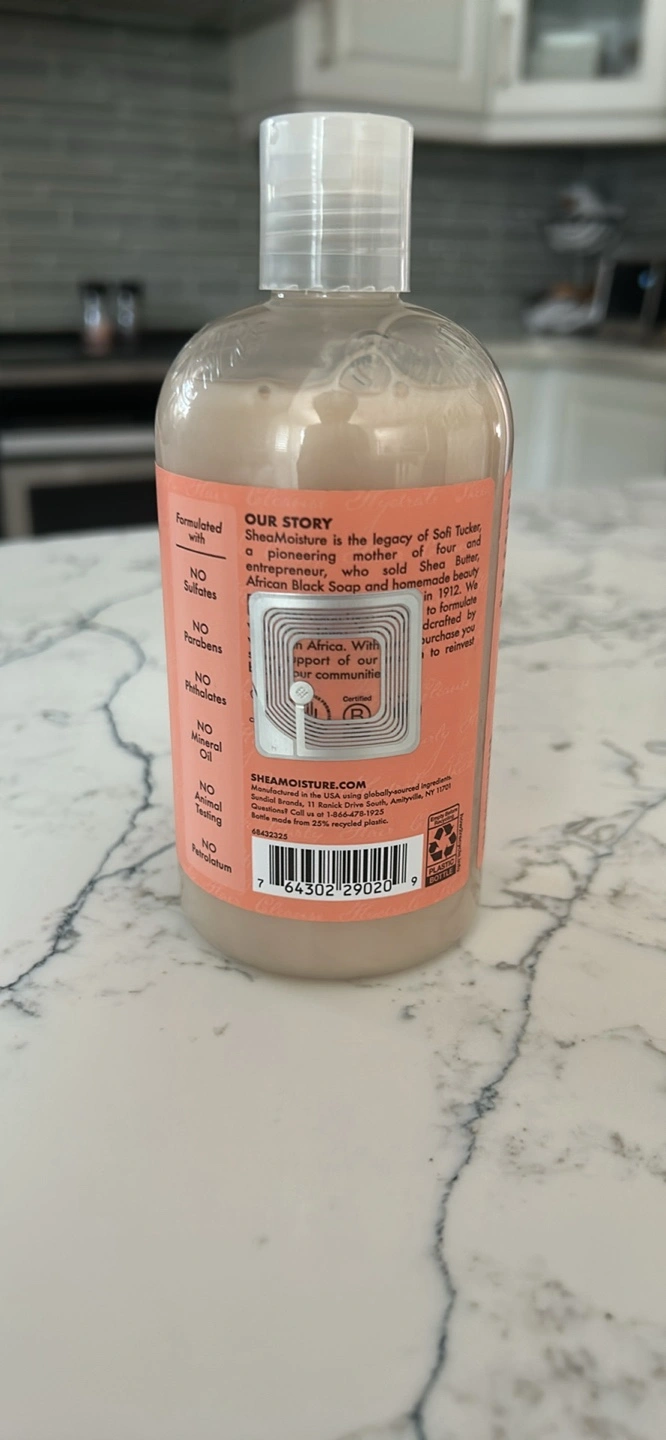 Formulated
with
NO
Sulfates
NO
Parabens
NO
Phthalates
NO
Mineral
Oil
NO
Animal
Testing
NO
Petrolatum
OUR STORY
SheaMoisture is the legacy of Sofi Tucker,
a pioneering mother of four and
entrepreneur, who sold Shea Butter,
African Black Soap and homemade beauty
in 1912. We
to formulate
by
Africa. With
you
of our
to reinvest
Certified
B
SHEAMOISTURE.COM
Manufactured in the USA using globally-sourced ingredients.
Sundial Brands, 11 Ranick Drive South, Amityville, NY 11701
Questions? Call us at 1-866-478-1925
Bottle made from 25% recycled plastic.
68432325
7 64302 29020 9
PLASTIC
BOTTLE